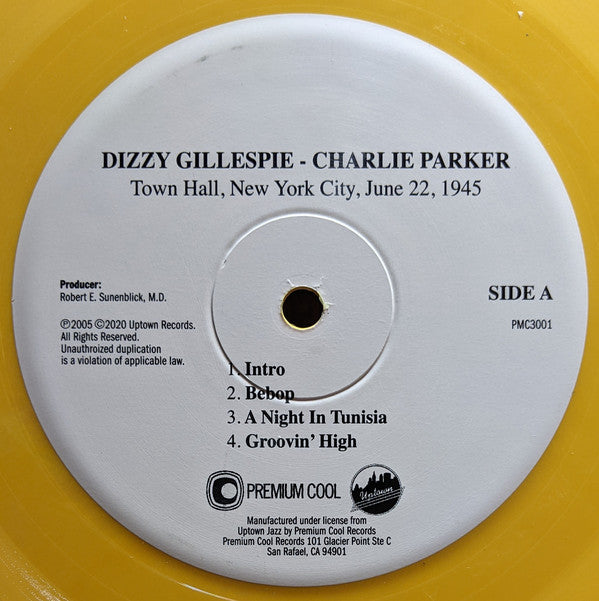 DIZZY GILLESPIE - CHARLIE PARKER
Town Hall, New York City, June 22, 1945
Producer:
Robert E. Sunenblick, M.D.
SIDE A
℗2005 ©2020 Uptown Records.
All Rights Reserved.
Unauthroized duplication
is a violation of applicable law.
PMC3001
1. Intro
2. Bebop
3. A Night In Tunisia
4. Groovin' High
PREMIUM COOL
Uptown
Manufactured under license from
Uptown Jazz by Premium Cool Records
Premium Cool Records 101 Glacier Point Ste C
San Rafael, CA 94901